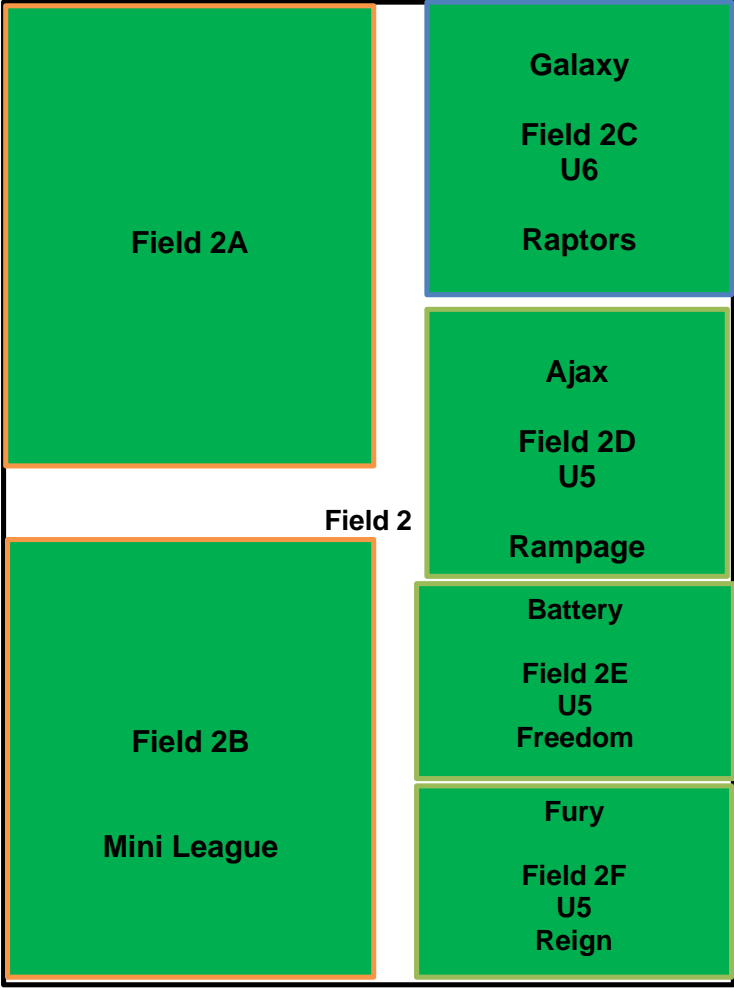 Field 2A
Galaxy
Field 2C
U6
Raptors
Ajax
Field 2D
U5
Rampage
Field 2
Field 2B
Mini League
Battery
Field 2E
U5
Freedom
Fury
Field 2F
U5
Reign